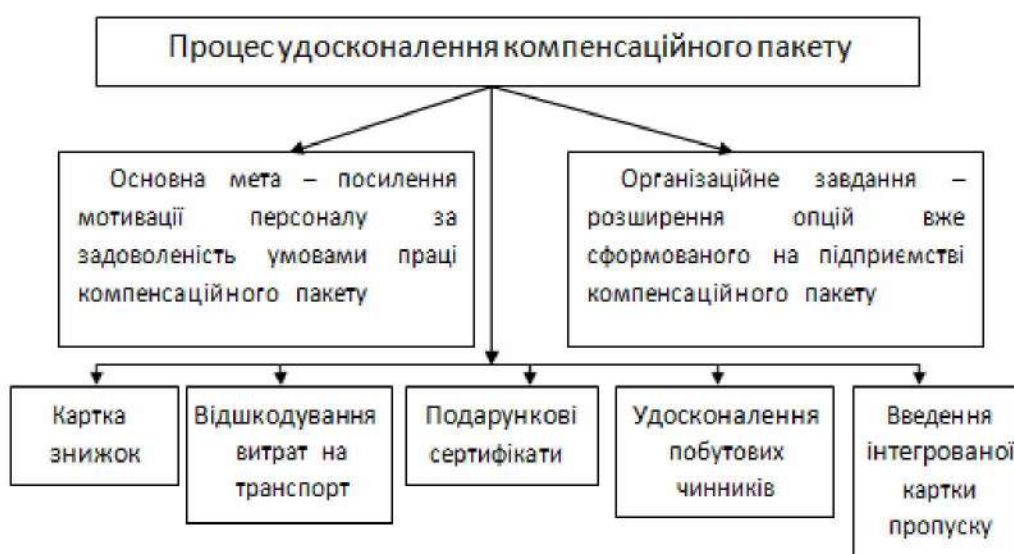 Процес удосконалення компенсаційного пакету
Основна мета – посилення
мотивації персоналу за
задоволеність умовами праці
компенсаційного пакету
Організаційне завдання –
розширення опцій вже
сформованого на підприємстві
компенсаційного пакету
Картка
знижок
Відшкодування
витрат на
транспорт
Подарункові
сертифікати
Удосконалення
побутових
чинників
Введення
інтегрованої
картки
пропуску